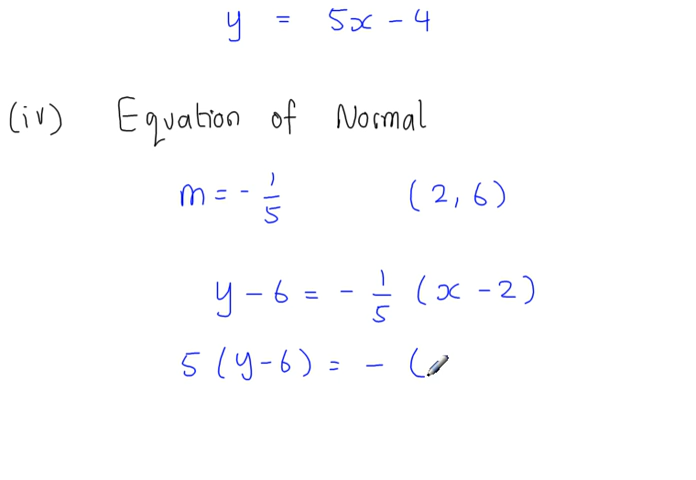 y = 5x - 4
(iv) Equation of Normal
m = - 1/5 (2, 6)
y - 6 = - 1/5 (x - 2)
5 (y - 6) = - (